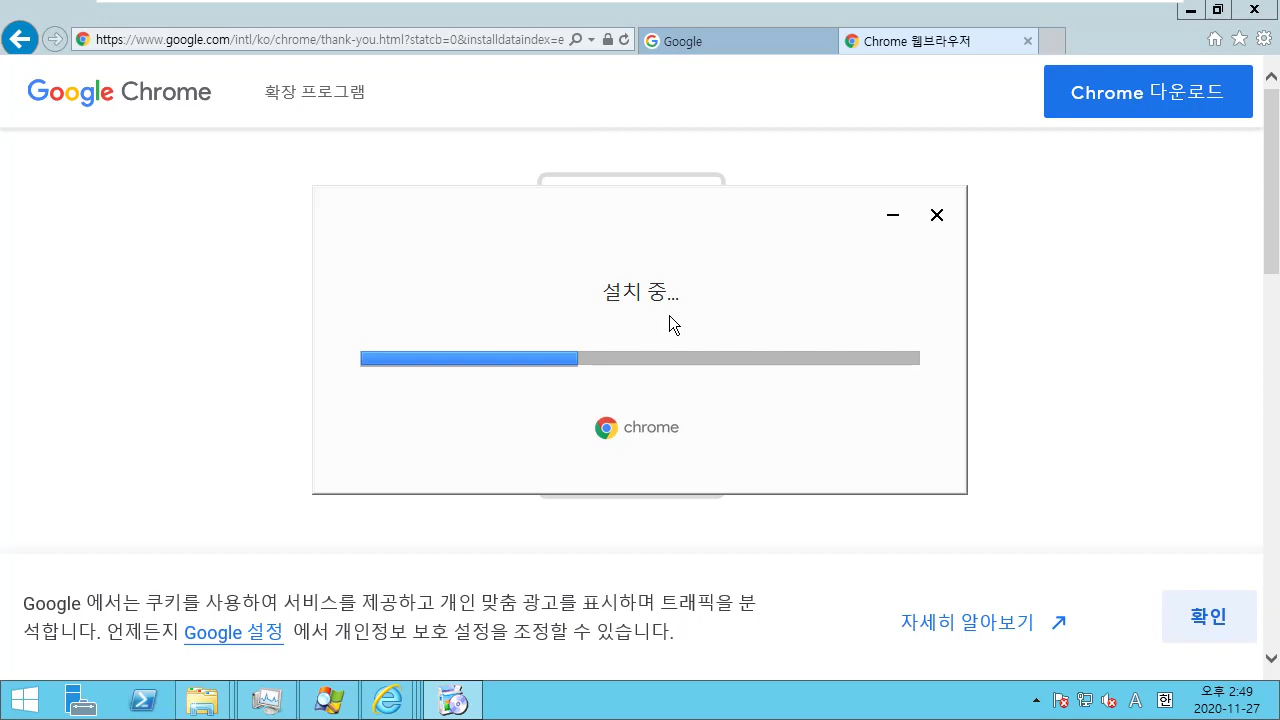 https://www.google.com/intl/ko/chrome/thank-you.html?statcb=0&installdataindex=e
Google
Chrome 웹브라우저
Google Chrome
확장 프로그램
Chrome 다운로드
설치 중...
chrome
Google 에서는 쿠키를 사용하여 서비스를 제공하고 개인 맞춤 광고를 표시하며 트래픽을 분
석합니다. 언제든지 Google 설정 에서 개인정보 보호 설정을 조정할 수 있습니다.
자세히 알아보기
확인
A
한
오후 2:49
2020-11-27